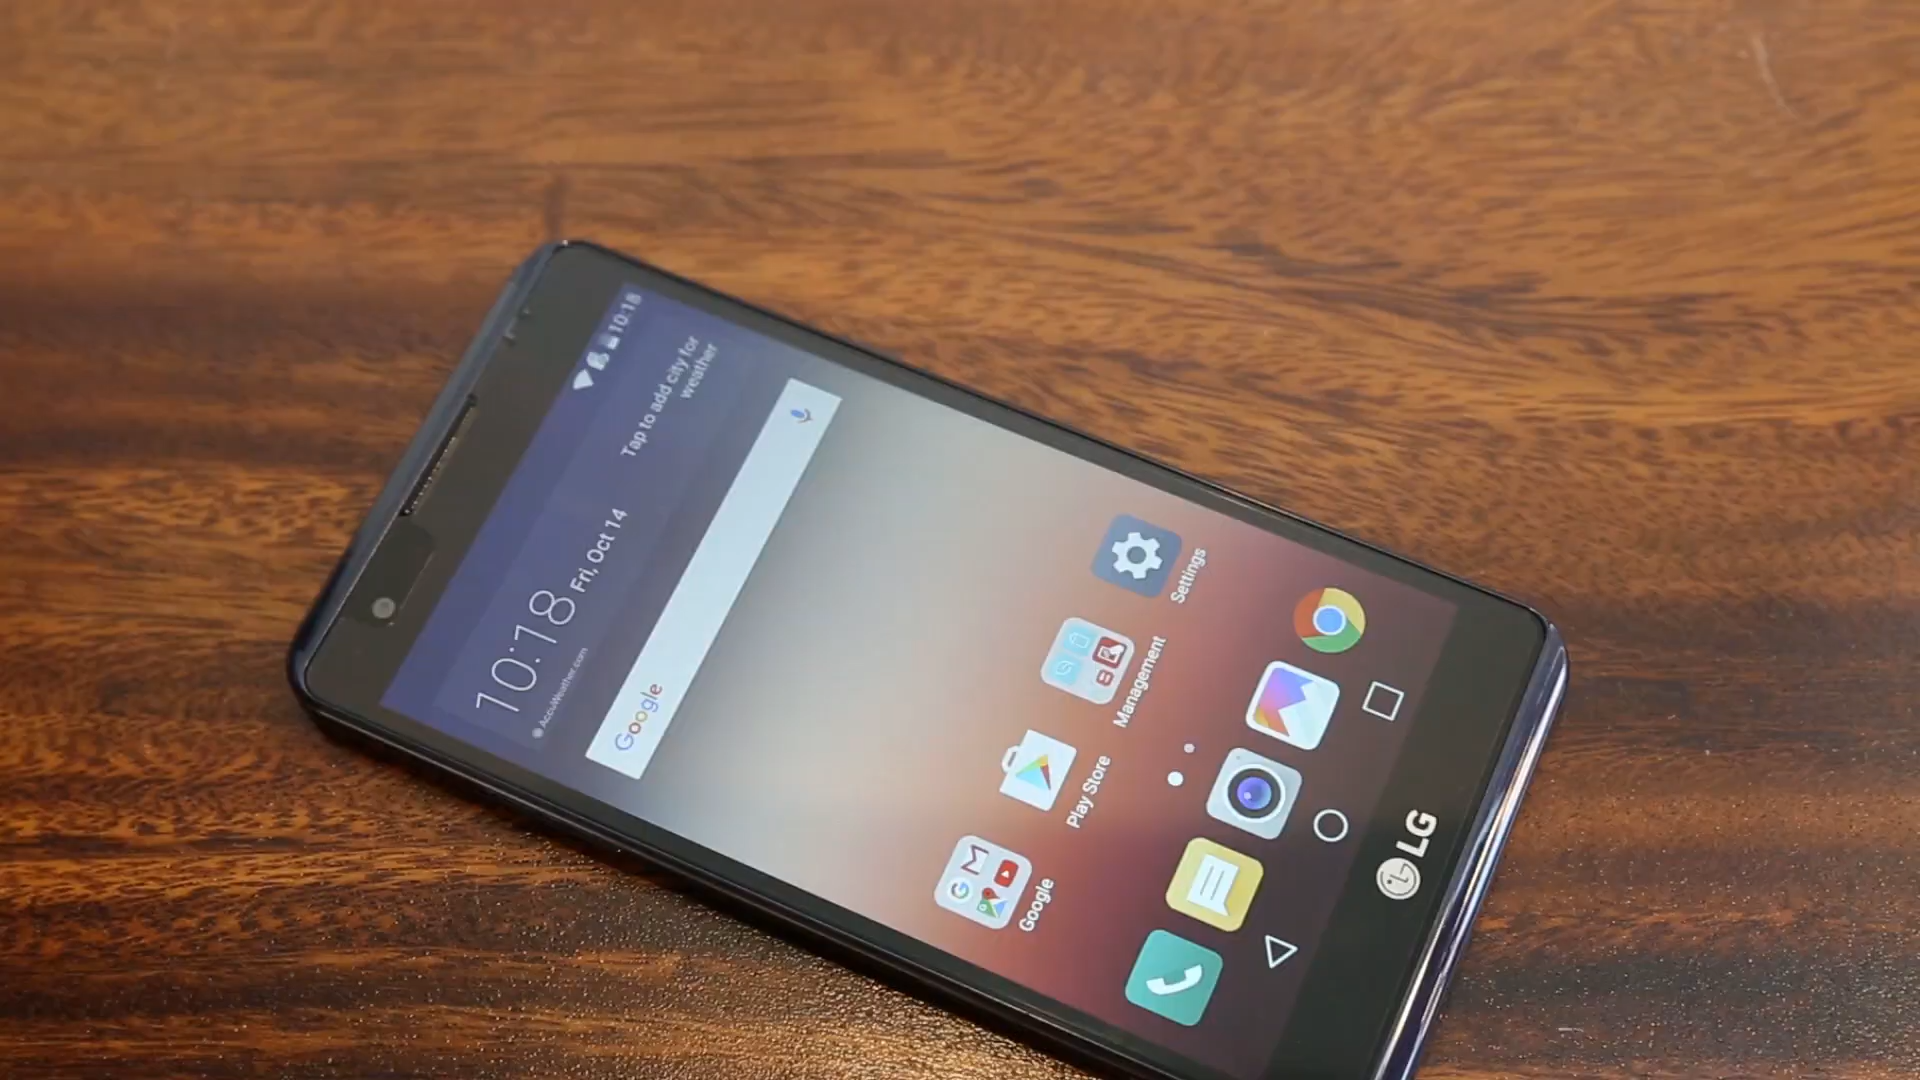 10:18
10:18
Fri, Oct 14
Tap to add city for
weather
AccuWeather.com
Google
Google
Play Store
Management
Settings
LG